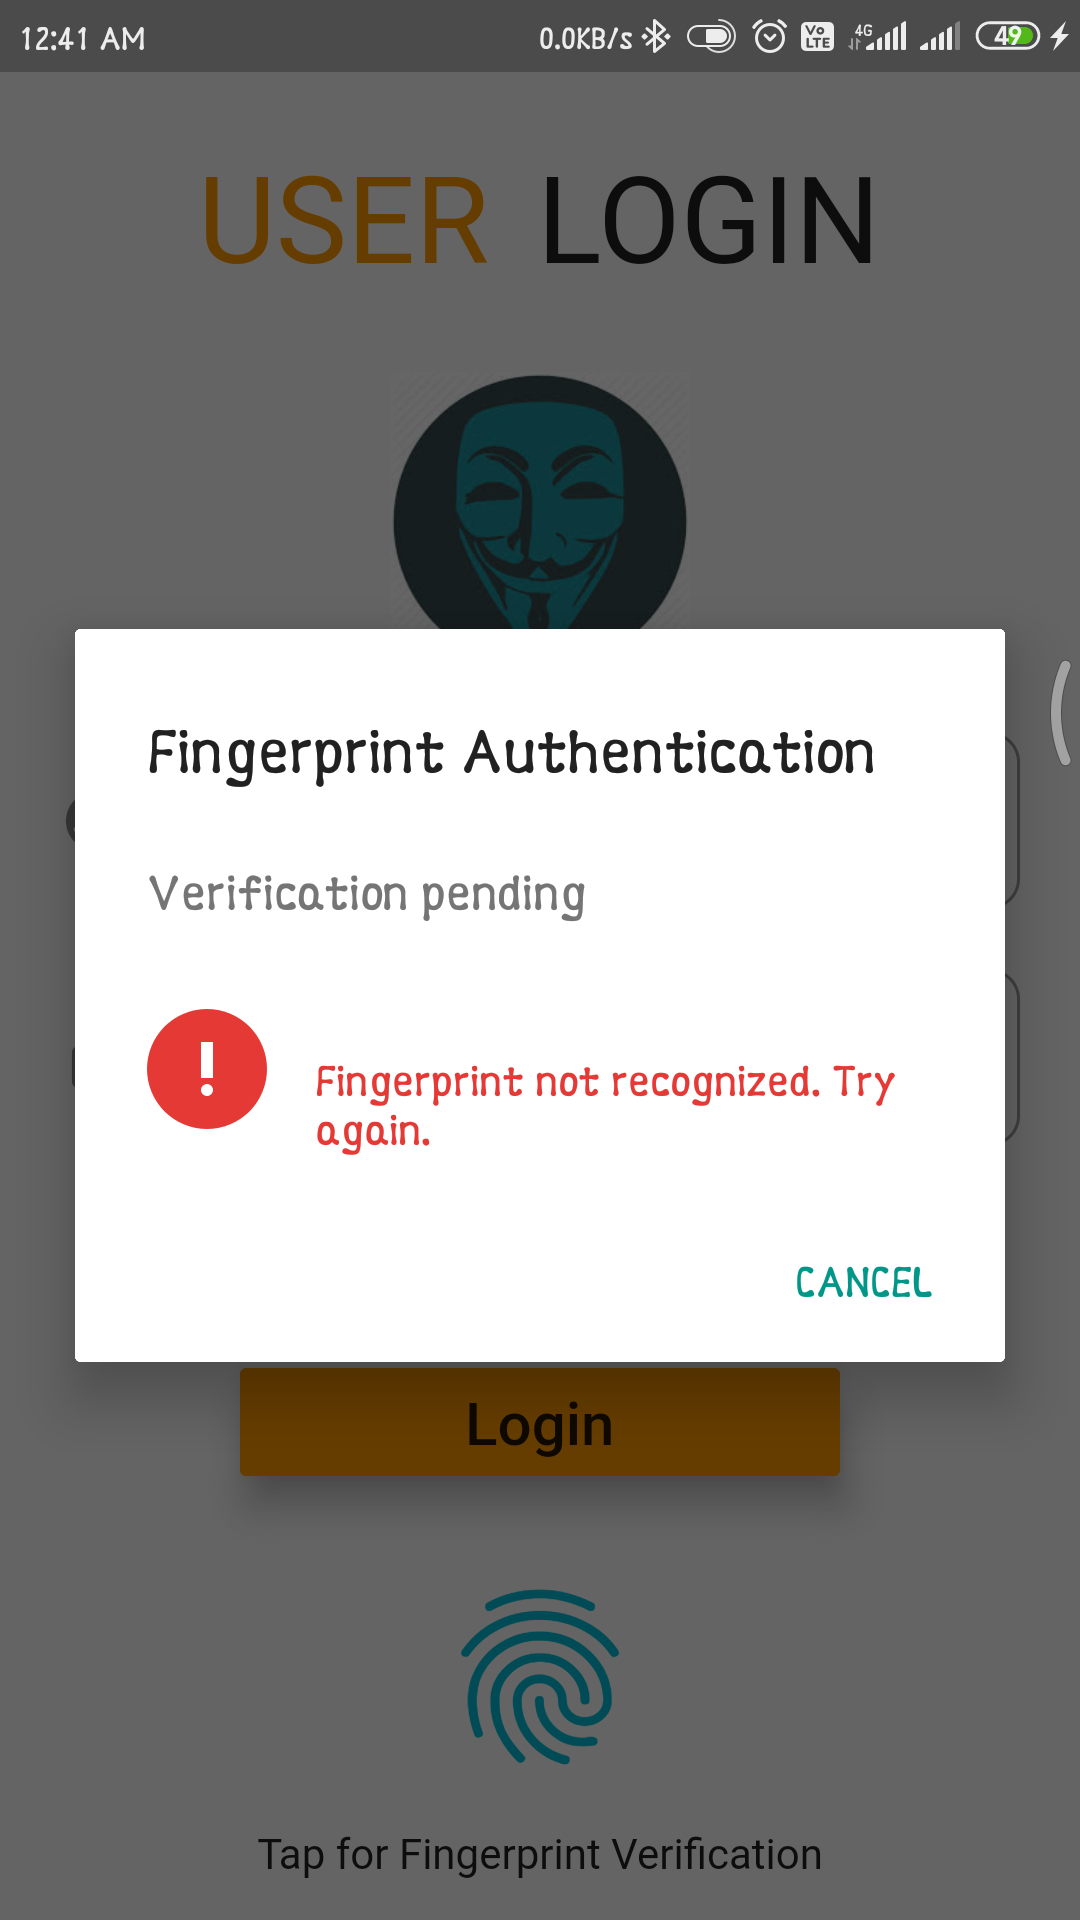 12:41 AM 0.0KB/s Vo LTE 4G 49
USER LOGIN
Fingerprint Authentication
Verification pending
Fingerprint not recognized. Try
again.
CANCEL
Login
Tap for Fingerprint Verification